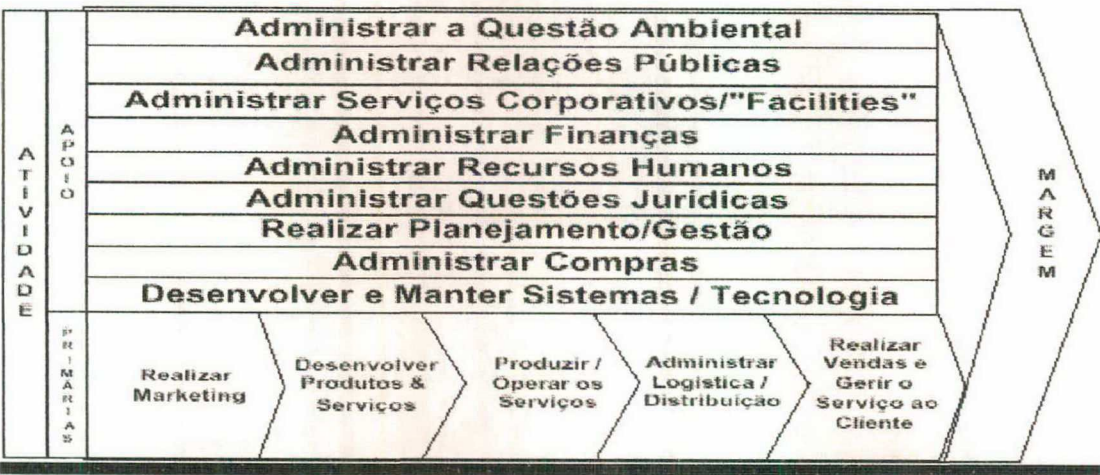 ATIVIDADE
APOIO
Administrar a Questão Ambiental
Administrar Relações Públicas
Administrar Serviços Corporativos/"Facilities"
Administrar Finanças
Administrar Recursos Humanos
Administrar Questões Jurídicas
Realizar Planejamento/Gestão
Administrar Compras
Desenvolver e Manter Sistemas / Tecnologia
PRIMÁRIAS
Realizar
Marketing
Desenvolver
Produtos &
Serviços
Produzir /
Operar os
Serviços
Administrar
Logística /
Distribuição
Realizar
Vendas e
Gerir o
Serviço ao
Cliente
MARGEM